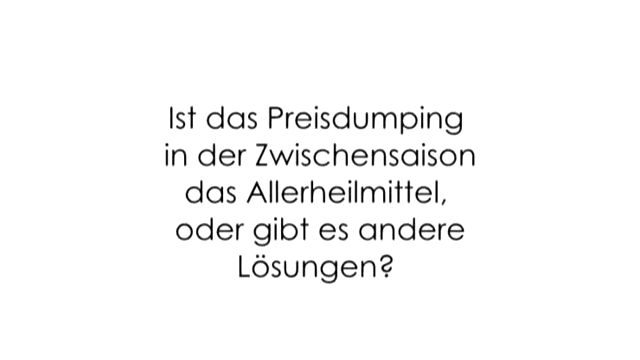 Ist das Preisdumping
in der Zwischensaison
das Allerheilmittel,
oder gibt es andere
Lösungen?